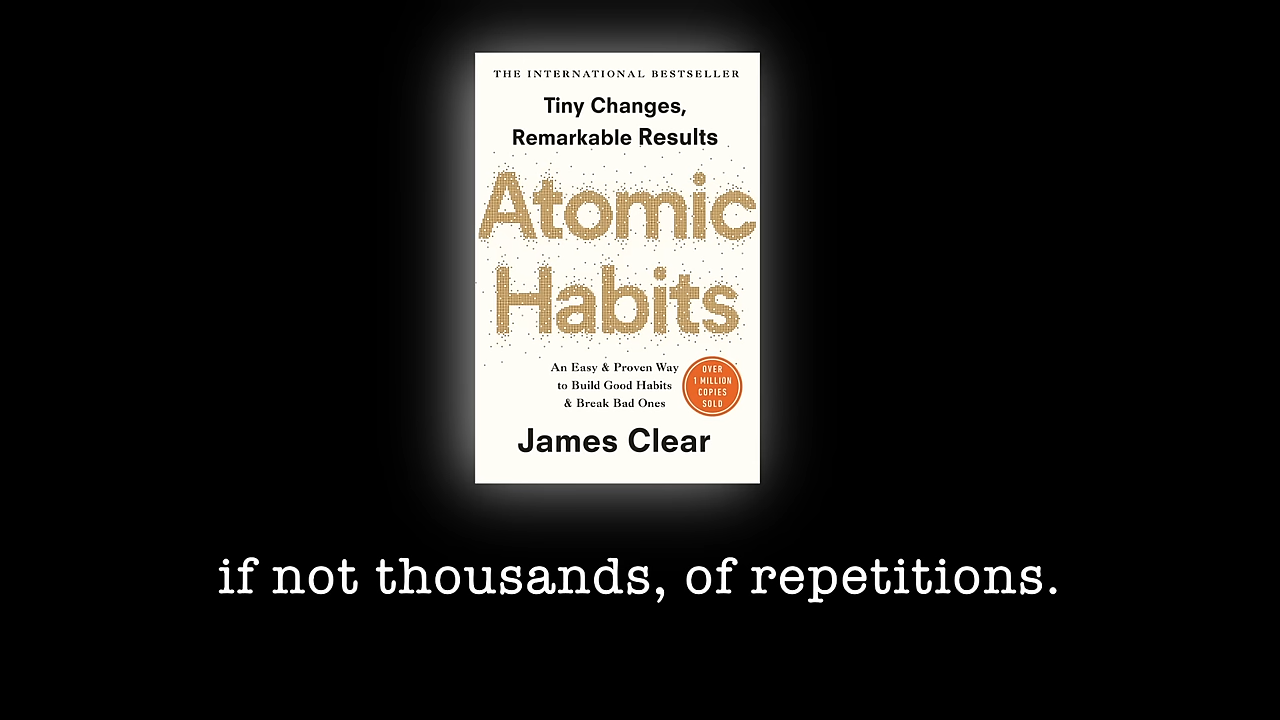 THE INTERNATIONAL BESTSELLER
Tiny Changes,
Remarkable Results
Atomic
Habits
An Easy & Proven Way
to Build Good Habits
& Break Bad Ones
OVER
1 MILLION
COPIES
SOLD
James Clear
if not thousands, of repetitions.